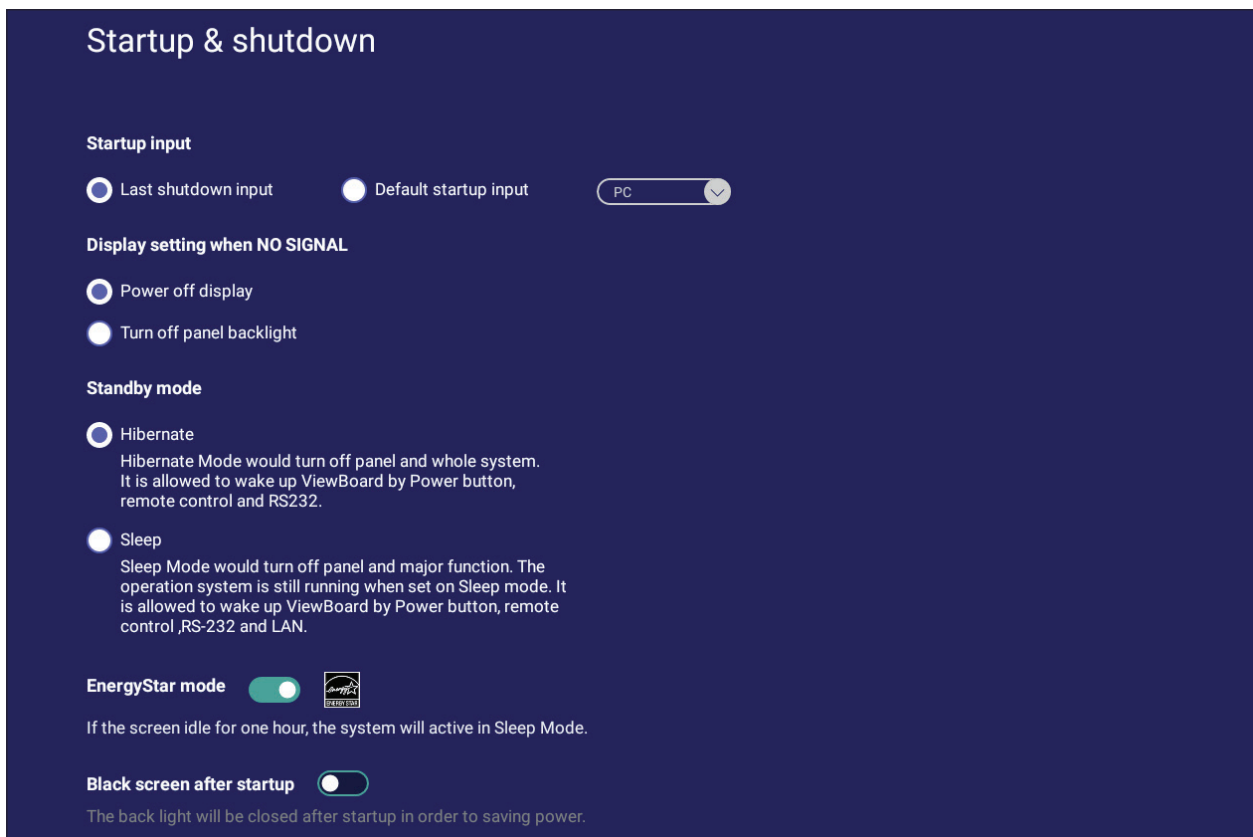 Startup & shutdown
Startup input
Last shutdown input Default startup input PC
Display setting when NO SIGNAL
Power off display
Turn off panel backlight
Standby mode
Hibernate
Hibernate Mode would turn off panel and whole system.
It is allowed to wake up ViewBoard by Power button,
remote control and RS232.
Sleep
Sleep Mode would turn off panel and major function. The
operation system is still running when set on Sleep mode. It
is allowed to wake up ViewBoard by Power button, remote
control ,RS-232 and LAN.
EnergyStar mode energy ENERGY STAR
If the screen idle for one hour, the system will active in Sleep Mode.
Black screen after startup
The back light will be closed after startup in order to saving power.